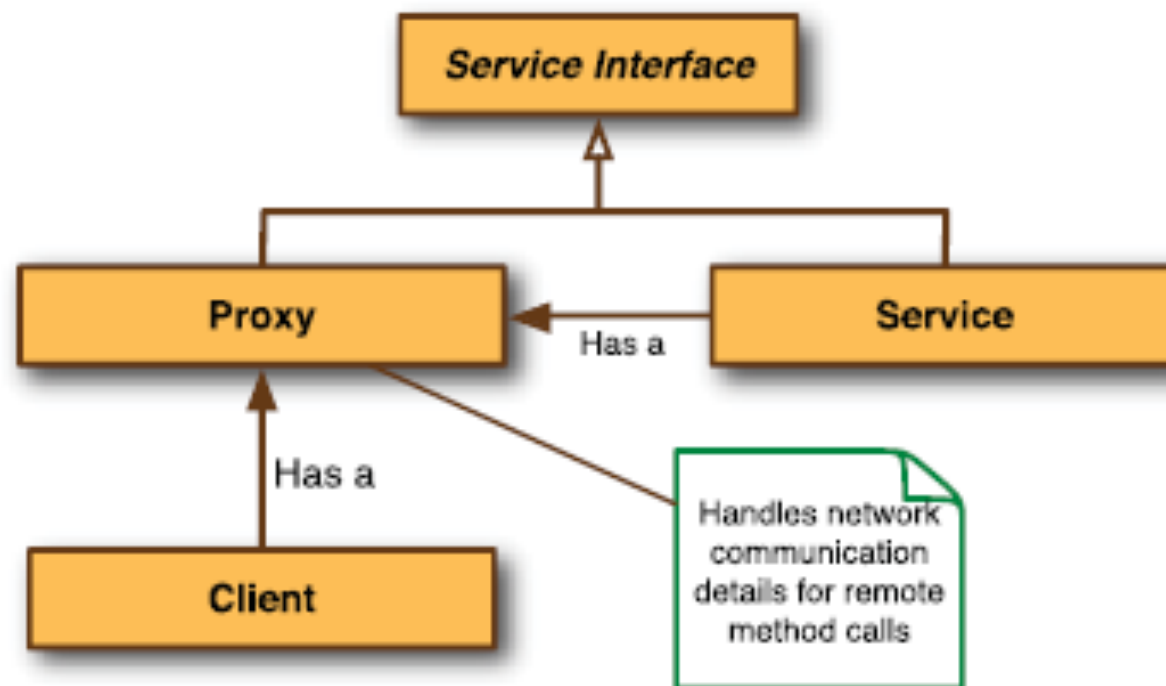 Service Interface
Proxy
Has a
Service
Has a
Client
Handles network
communication
details for remote
method calls